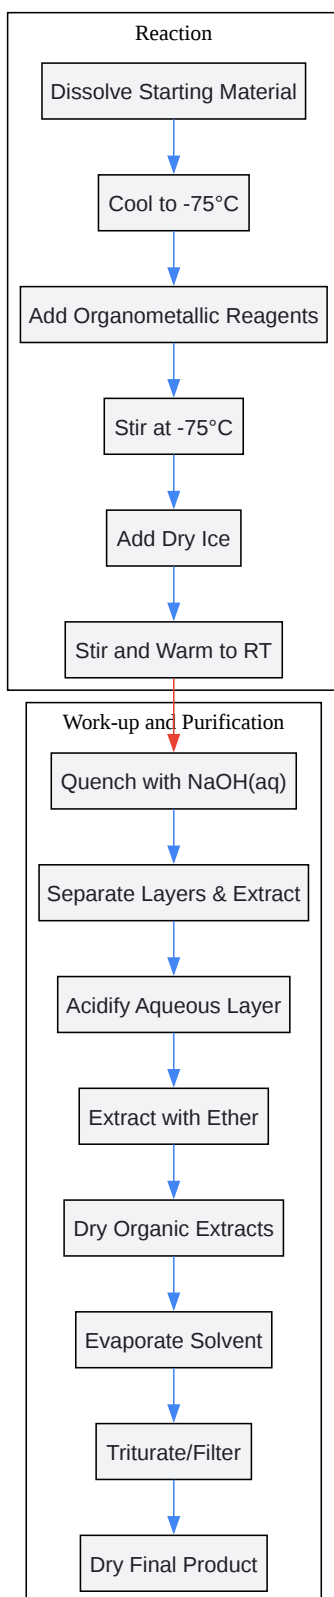 Reaction
Dissolve Starting Material
Cool to -75°C
Add Organometallic Reagents
Stir at -75°C
Add Dry Ice
Stir and Warm to RT
Work-up and Purification
Quench with NaOH(aq)
Separate Layers & Extract
Acidify Aqueous Layer
Extract with Ether
Dry Organic Extracts
Evaporate Solvent
Triturate/Filter
Dry Final Product